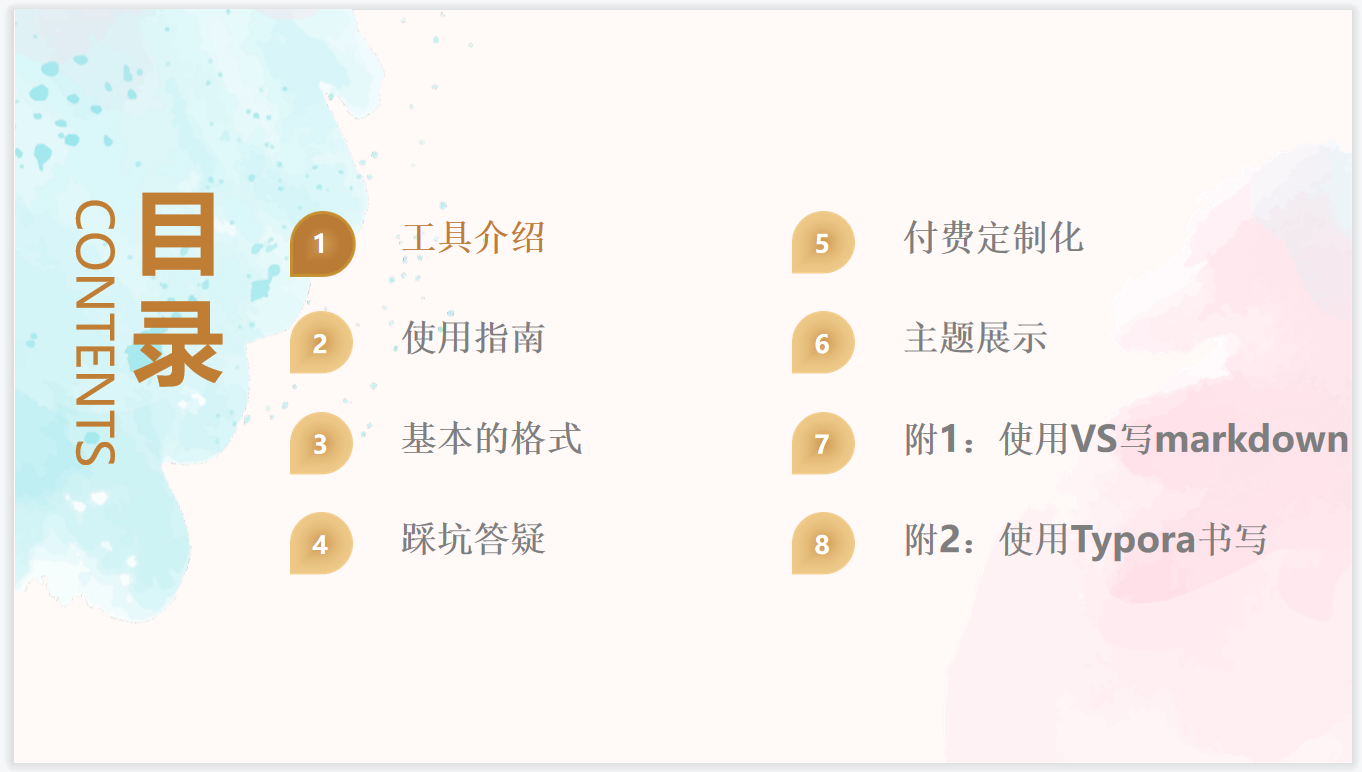 目录
CONTENTS
1 工具介绍
2 使用指南
3 基本的格式
4 踩坑答疑
5 付费定制化
6 主题展示
7 附1：使用VS写markdown
8 附2：使用Typora书写